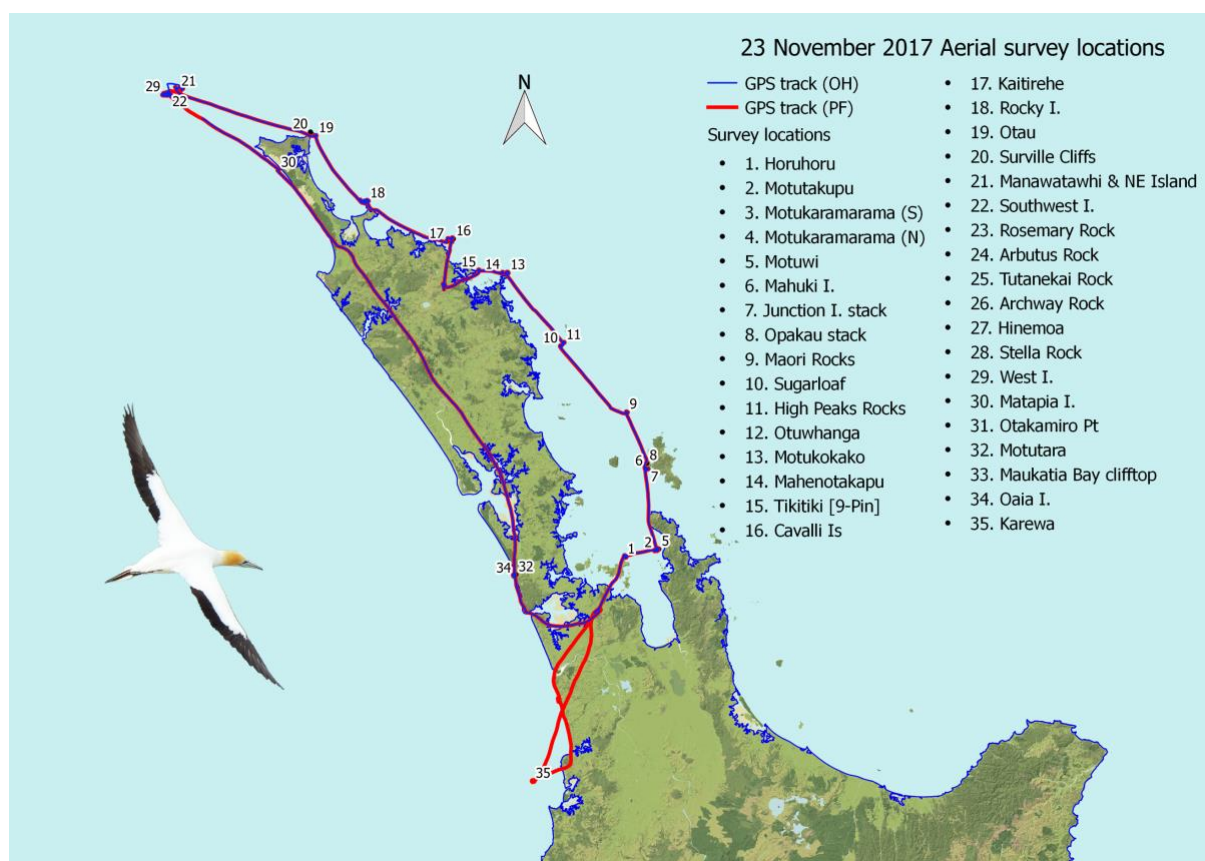 23 November 2017 Aerial survey locations
N
GPS track (OH)
GPS track (PF)
Survey locations
• 1. Horuhoru
• 2. Motutakupu
• 3. Motukaramarama (S)
• 4. Motukaramarama (N)
• 5. Motuwi
• 6. Mahuki I.
• 7. Junction I. stack
• 8. Opakau stack
• 9. Maori Rocks
• 10. Sugarloaf
• 11. High Peaks Rocks
• 12. Otuwhanga
• 13. Motukokako
• 14. Mahenotakapu
• 15. Tikitiki [9-Pin]
• 16. Cavalli Is
• 17. Kaitirehe
• 18. Rocky I.
• 19. Otau
• 20. Surville Cliffs
• 21. Manawatawhi & NE Island
• 22. Southwest I.
• 23. Rosemary Rock
• 24. Arbutus Rock
• 25. Tutanekai Rock
• 26. Archway Rock
• 27. Hinemoa
• 28. Stella Rock
• 29. West I.
• 30. Matapia I.
• 31. Otakamiro Pt
• 32. Motutara
• 33. Maukatia Bay clifftop
• 34. Oaia I.
• 35. Karewa
29 21
22
20 19
30
18
17 16
15 14 13
10 11
9
6 8
7
1 2 5
34 32
35